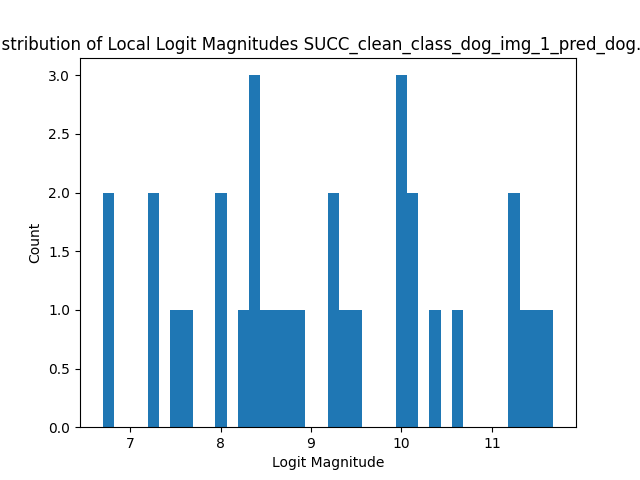 stribution of Local Logit Magnitudes SUCC_clean_class_dog_img_1_pred_dog.
3.0
2.5
2.0
1.5
1.0
0.5
0.0
Count
7 8 9 10 11
Logit Magnitude